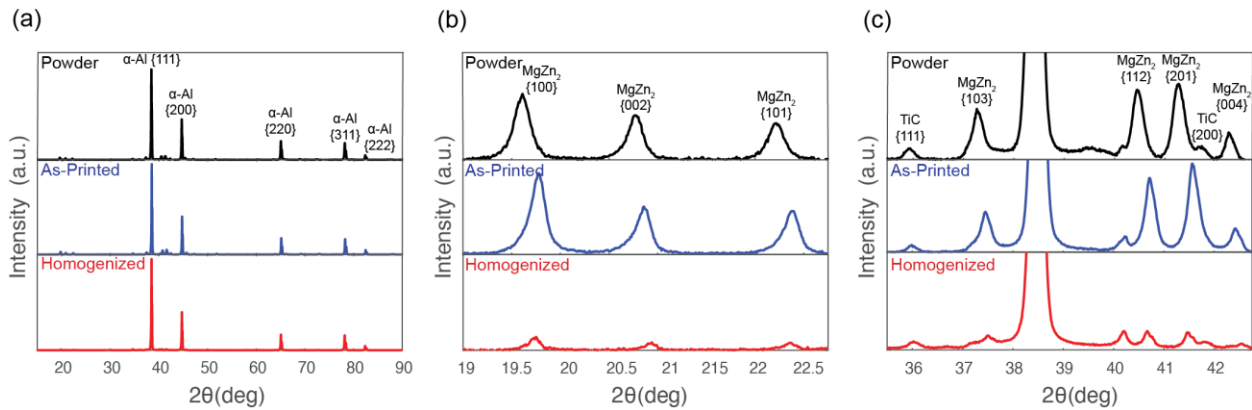 (a)
Intensity (a.u.)
Powder
α-Al {111}
α-Al
{200}
α-Al
{220}
α-Al
{311}
α-Al
{222}
As-Printed
Homogenized
20 30 40 50 60 70 80 90
2θ(deg)
(b)
Intensity (a.u.)
Powder
MgZn₂
{100}
MgZn₂
{002}
MgZn₂
{101}
As-Printed
Homogenized
19 19.5 20 20.7 21 215 22 22.5
2θ(deg)
(c)
Intensity (a.u.)
Powder
TiC
{111}
MgZn₂
{103}
MgZn₂
{112}
MgZn₂
{201}
TiC
{200}
MgZn₂
{004}
As-Printed
Homogenized
36 37 38 39 40 41 42
2θ(deg)